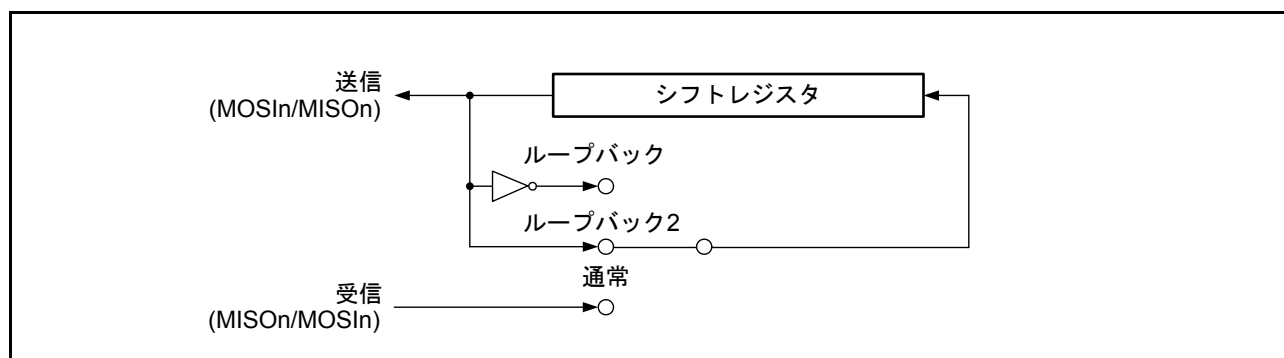 送信
(MOSIn/MISOn)
シフトレジスタ
ループバック
ループバック2
通常
受信
(MISOn/MOSIn)